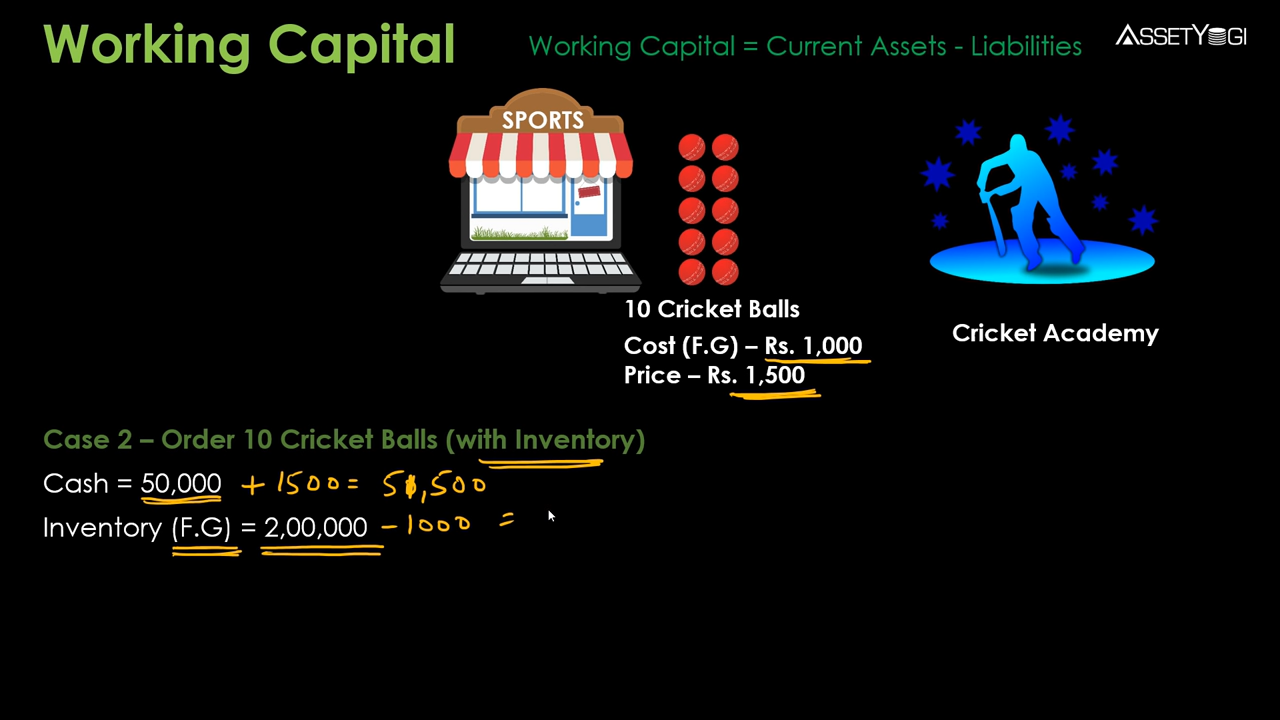 Working Capital
Working Capital = Current Assets - Liabilities
ASSETYOGI
SPORTS
10 Cricket Balls
Cost (F.G) – Rs. 1,000
Price – Rs. 1,500
Cricket Academy
Case 2 – Order 10 Cricket Balls (with Inventory)
Cash = 50,000 + 1500 = 51,500
Inventory (F.G) = 2,00,000 - 1000 =